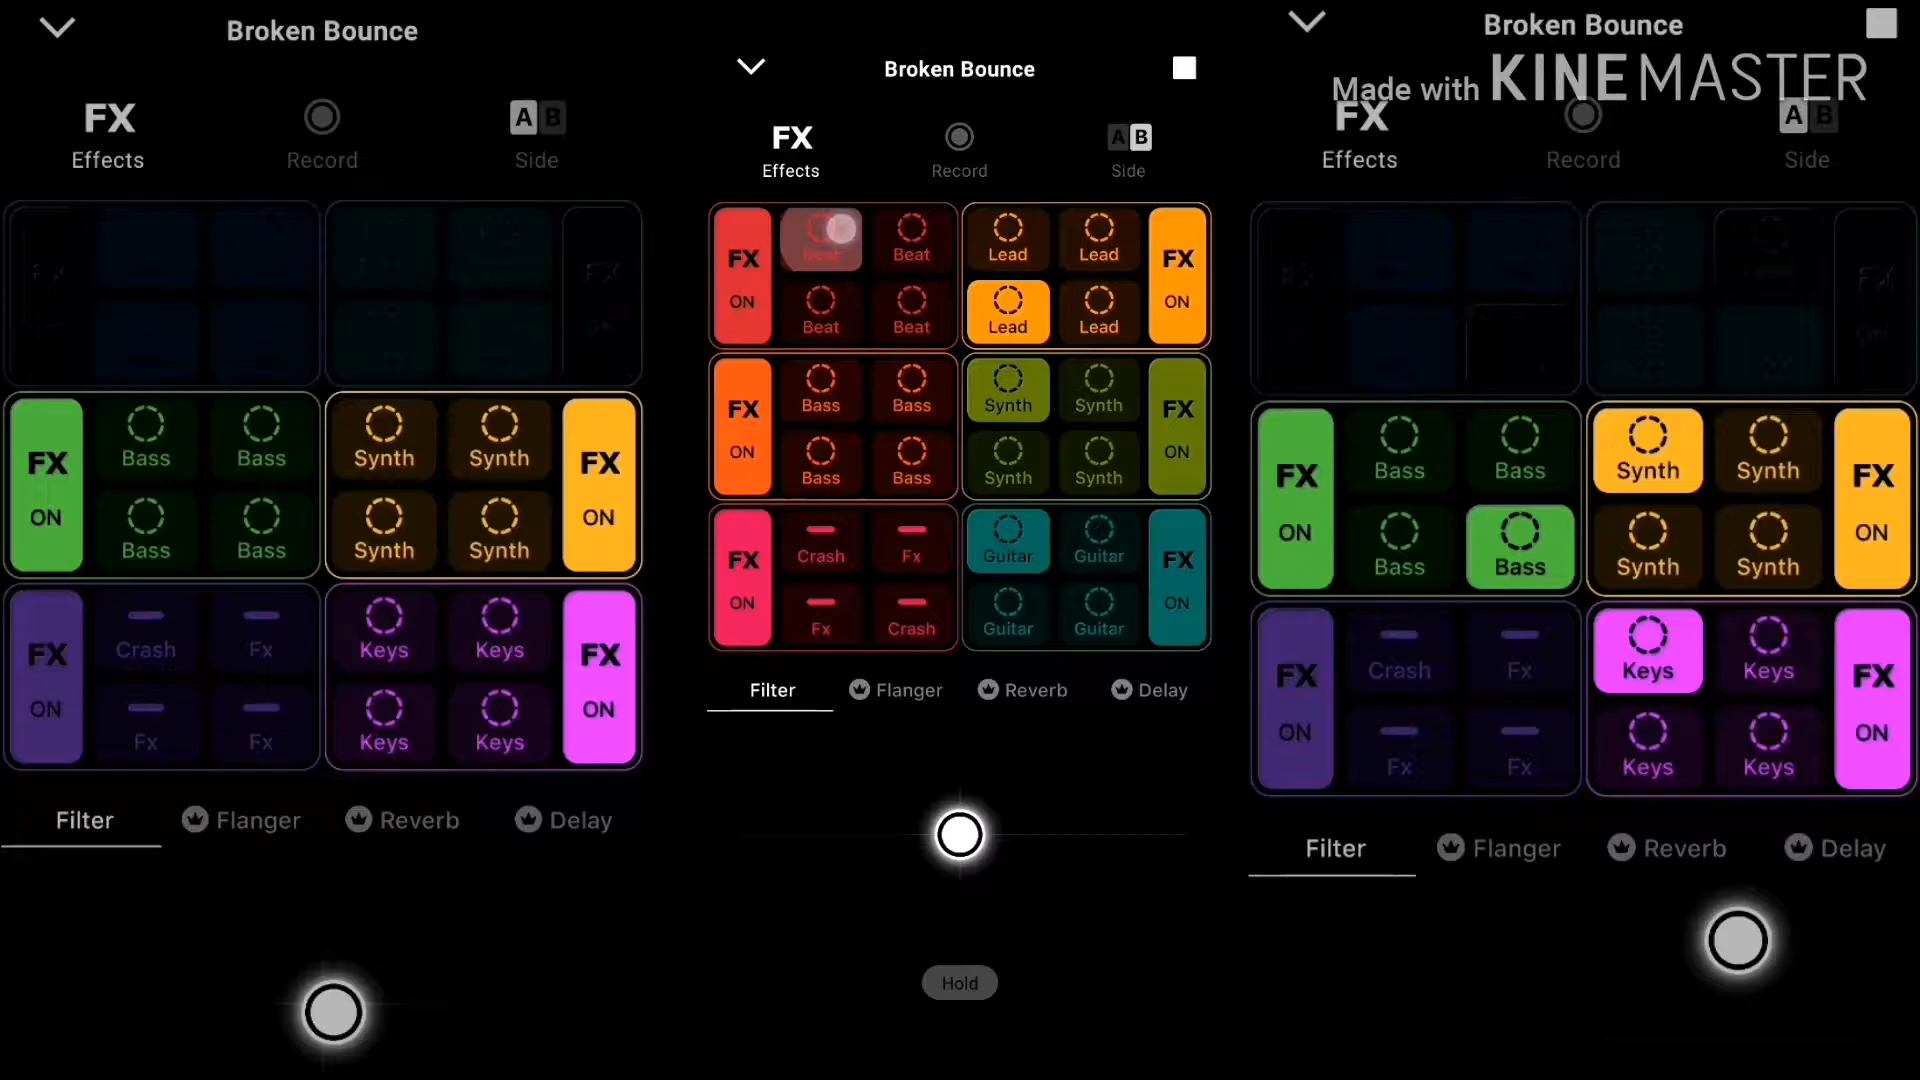 Broken Bounce
FX
Effects
Record
A B
Side
FX
ON
Bass
Bass
Bass
Bass
Synth
Synth
Synth
Synth
FX
ON
FX
ON
Crash
Fx
Fx
Fx
Keys
Keys
Keys
Keys
FX
ON
Filter
Flanger
Reverb
Delay
Broken Bounce
FX
Effects
Record
A B
Side
FX
ON
Beat
Beat
Beat
Beat
Lead
Lead
Lead
Lead
FX
ON
FX
ON
Bass
Bass
Bass
Bass
Synth
Synth
Synth
Synth
FX
ON
FX
ON
Crash
Fx
Fx
Crash
Guitar
Guitar
Guitar
Guitar
FX
ON
Filter
Flanger
Reverb
Delay
Hold
Broken Bounce
Made with KINEMASTER
FX
Effects
Record
A B
Side
FX
ON
Bass
Bass
Bass
Bass
Synth
Synth
Synth
Synth
FX
ON
FX
ON
Crash
Fx
Fx
Fx
Keys
Keys
Keys
Keys
FX
ON
Filter
Flanger
Reverb
Delay